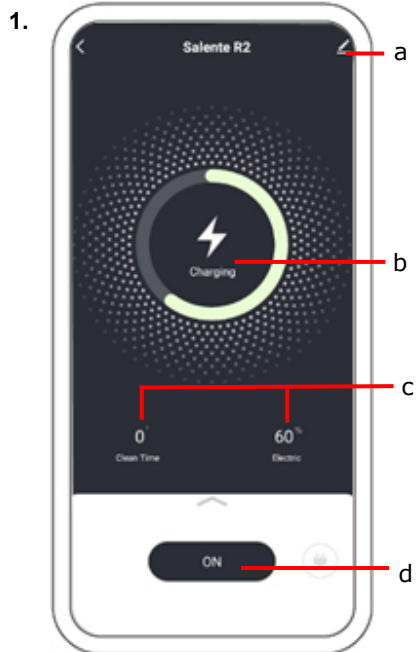 1.
Salente R2
a
Charging
b
c
0'
60%
Clean Time
Electric
ON
d